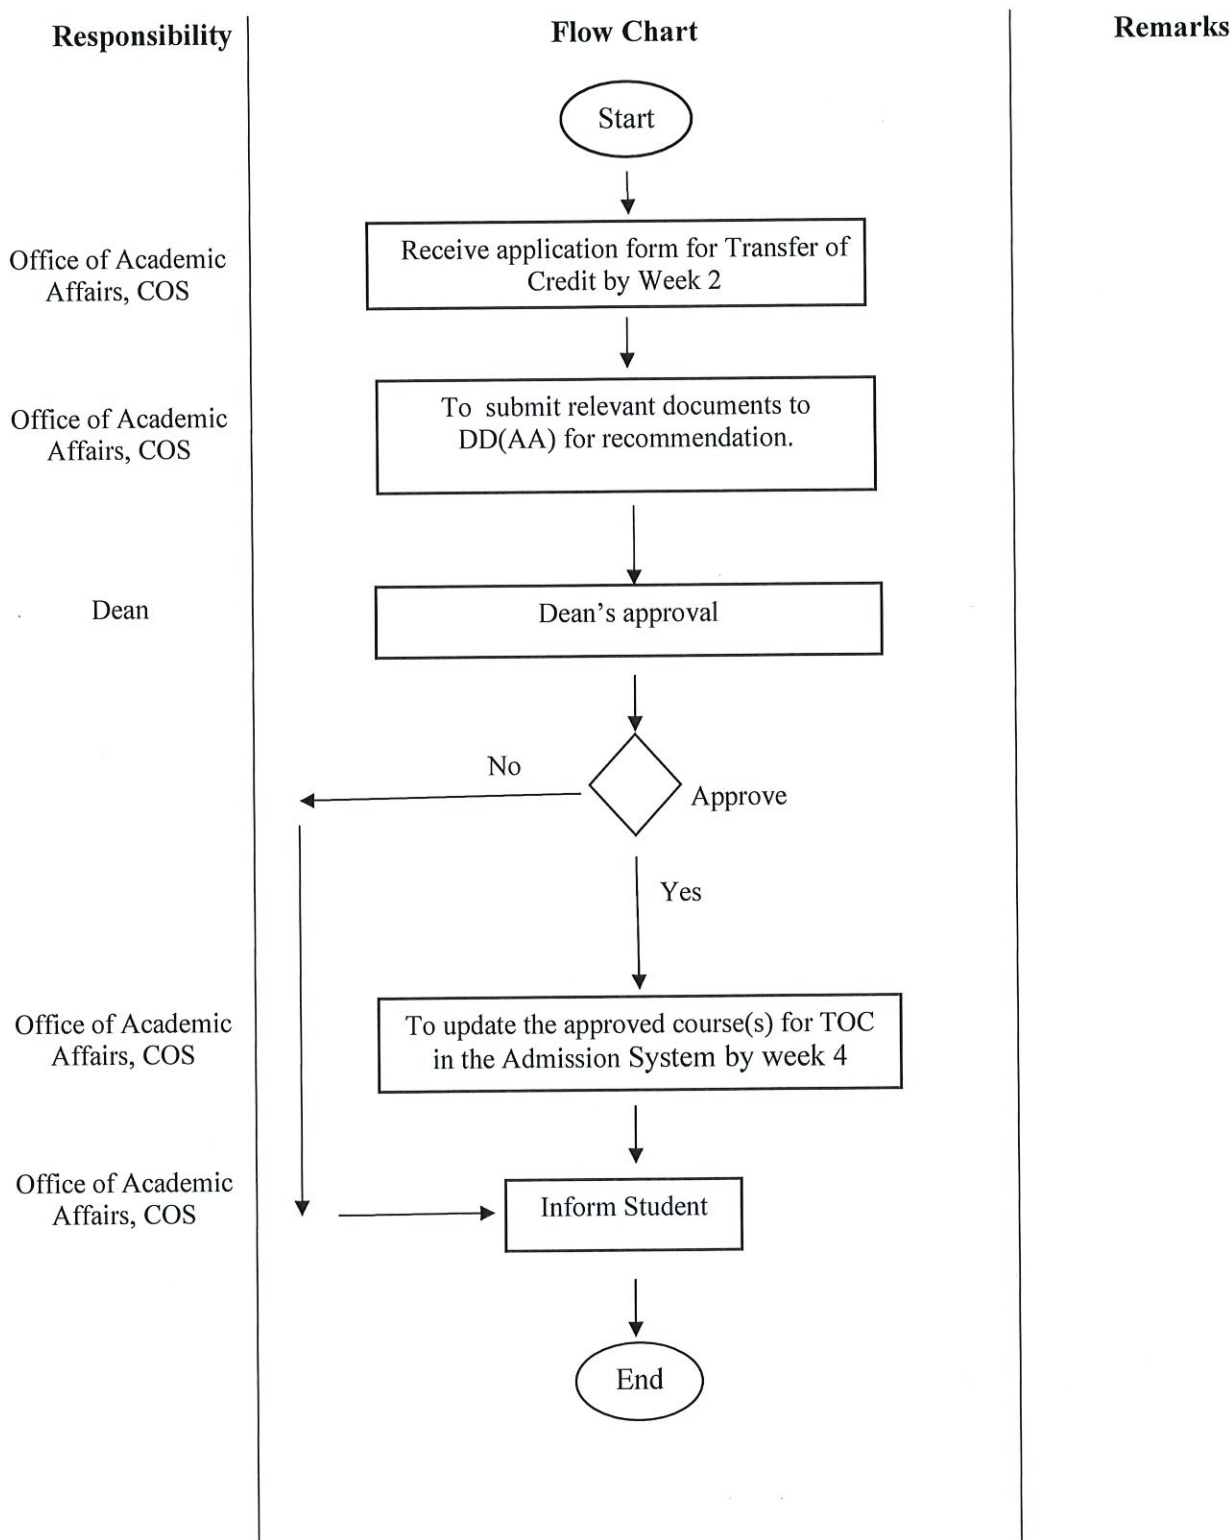 Responsibility
Flow Chart
Remarks
Start
Office of Academic
Affairs, COS
Receive application form for Transfer of
Credit by Week 2
Office of Academic
Affairs, COS
To submit relevant documents to
DD(AA) for recommendation.
Dean
Dean’s approval
No
Approve
Yes
Office of Academic
Affairs, COS
To update the approved course(s) for TOC
in the Admission System by week 4
Office of Academic
Affairs, COS
Inform Student
End